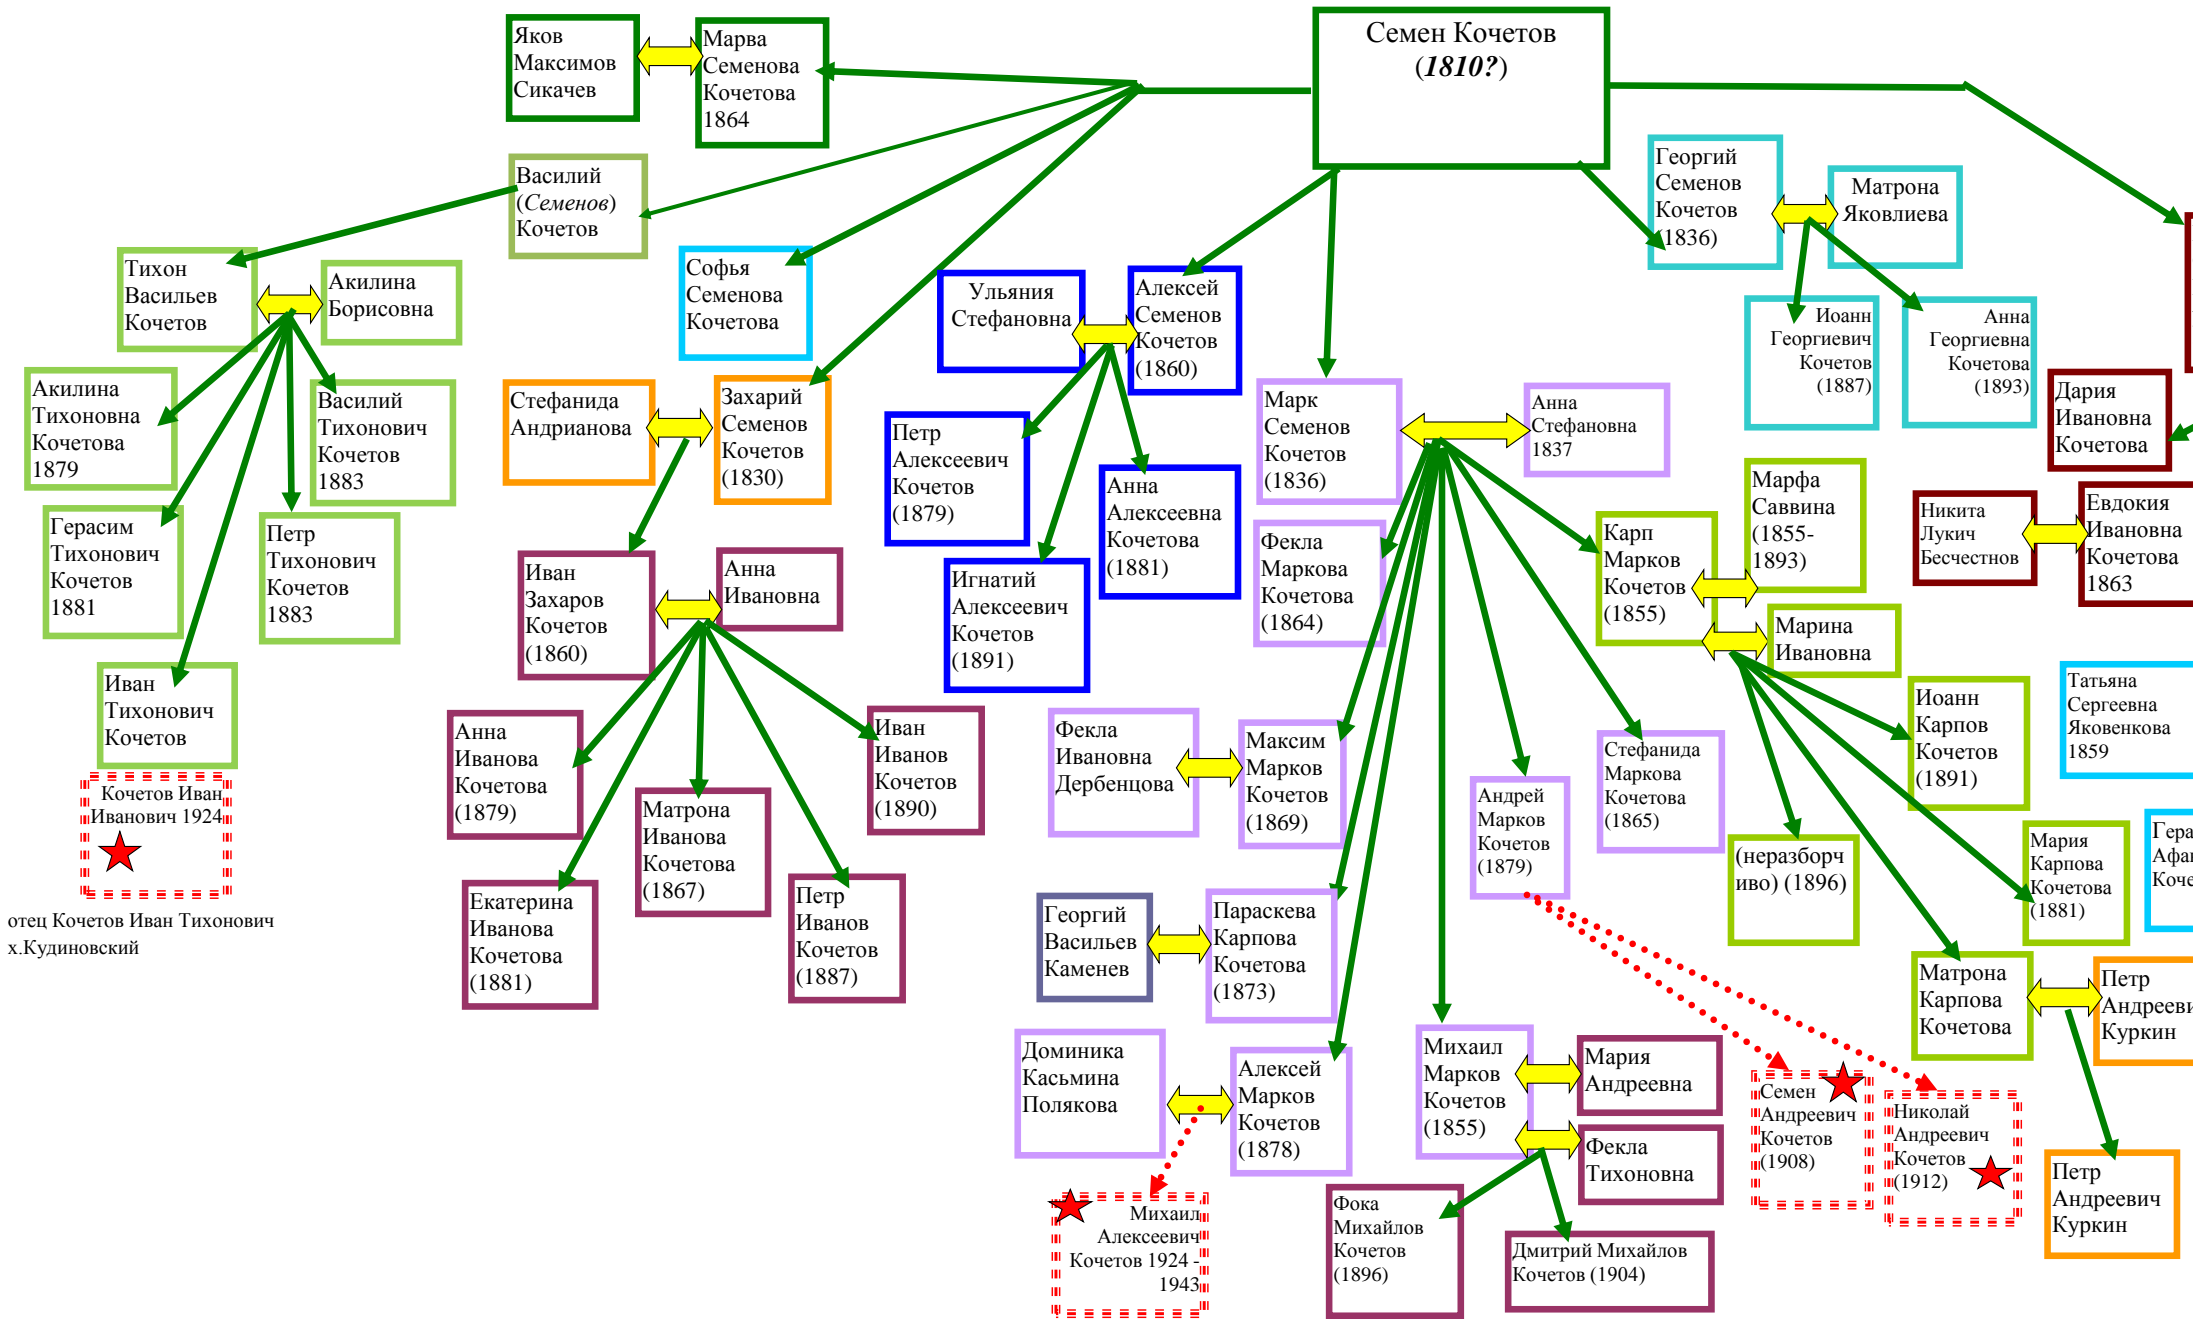 Семен Кочетов
(1810?)
Яков
Максимов
Сикачев
Марва
Семенова
Кочетова
1864
Василий
(Семенов)
Кочетов
Георгий
Семенов
Кочетов
(1836)
Матрона
Яковлиева
Тихон
Васильев
Кочетов
Акилина
Борисовна
Софья
Семенова
Кочетова
Ульяния
Стефановна
Алексей
Семенов
Кочетов
(1860)
Иоанн
Георгиевич
Кочетов
(1887)
Анна
Георгиевна
Кочетова
(1893)
Акилина
Тихоновна
Кочетова
1879
Василий
Тихонович
Кочетов
1883
Стефанида
Андрианова
Захарий
Семенов
Кочетов
(1830)
Петр
Алексеевич
Кочетов
(1879)
Анна
Алексеевна
Кочетова
(1881)
Марк
Семенов
Кочетов
(1836)
Анна
Стефановна
1837
Дария
Ивановна
Кочетова
Герасим
Тихонович
Кочетов
1881
Петр
Тихонович
Кочетов
1883
Иван
Захаров
Кочетов
(1860)
Анна
Ивановна
Игнатий
Алексеевич
Кочетов
(1891)
Фекла
Маркова
Кочетова
(1864)
Карп
Марков
Кочетов
(1855)
Марфа
Саввина
(1855-
1893)
Марина
Ивановна
Никита
Лукич
Бесчестнов
Евдокия
Ивановна
Кочетова
1863
Иван
Тихонович
Кочетов
Анна
Иванова
Кочетова
(1879)
Матрона
Иванова
Кочетова
(1867)
Иван
Иванов
Кочетов
(1890)
Фекла
Ивановна
Дербенцова
Максим
Марков
Кочетов
(1869)
Андрей
Марков
Кочетов
(1879)
Стефанида
Маркова
Кочетова
(1865)
Иоанн
Карпов
Кочетов
(1891)
Татьяна
Сергеевна
Яковенкова
1859
Кочетов Иван
Иванович 1924
отец Кочетов Иван Тихонович
х.Кудиновский
Екатерина
Иванова
Кочетова
(1881)
Петр
Иванов
Кочетов
(1887)
Георгий
Васильев
Каменев
Параскева
Карпова
Кочетова
(1873)
(неразборч
иво) (1896)
Мария
Карпова
Кочетова
(1881)
Гера
Афан
Коче
Матрона
Карпова
Кочетова
Петр
Андрееви
Куркин
Доминика
Касьмина
Полякова
Алексей
Марков
Кочетов
(1878)
Михаил
Марков
Кочетов
(1855)
Мария
Андреевна
Фекла
Тихоновна
Семен
Андреевич
Кочетов
(1908)
Николай
Андреевич
Кочетов
(1912)
Петр
Андреевич
Куркин
Михаил
Алексеевич
Кочетов 1924 -
1943
Фока
Михайлов
Кочетов
(1896)
Дмитрий Михайлов
Кочетов (1904)